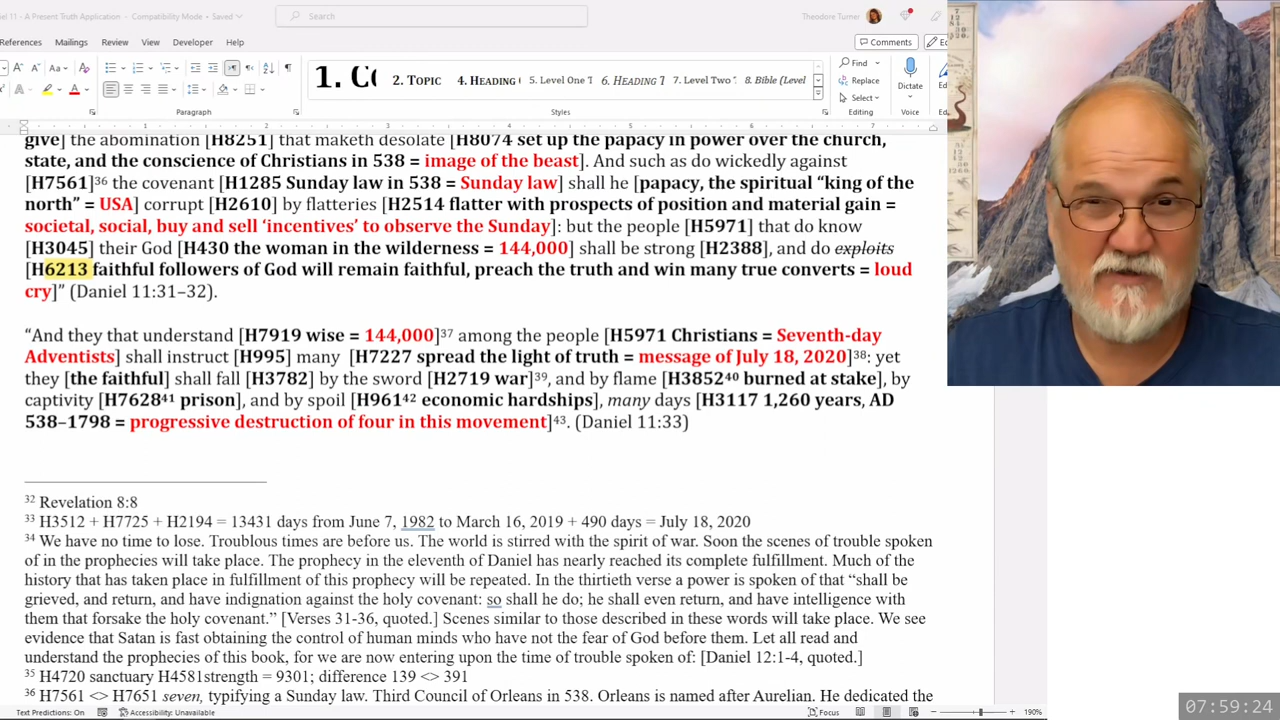 iel 11 - A Present Truth Application - Compatibility Mode • Saved
Search
Theodore Turner
References Mailings Review View Developer Help
Comments
Find
Replace
Select
Dictate
1. 2. TOPIC 4. HEADING 5. Level One T 6. HEADING T 7. Level Two 8. Bible (Level
Paragraph
Styles
Editing
Voice
1 2 3 4 5 6 7
give] the abomination [H8251] that maketh desolate [H8074 set up the papacy in power over the church,
state, and the conscience of Christians in 538 = image of the beast]. And such as do wickedly against
[H7561]36 the covenant [H1285 Sunday law in 538 = Sunday law] shall he [papacy, the spiritual “king of the
north” = USA] corrupt [H2610] by flatteries [H2514 flatter with prospects of position and material gain =
societal, social, buy and sell ‘incentives’ to observe the Sunday]: but the people [H5971] that do know
[H3045] their God [H430 the woman in the wilderness = 144,000] shall be strong [H2388], and do exploits
[H6213 faithful followers of God will remain faithful, preach the truth and win many true converts = loud
cry]” (Daniel 11:31–32).
“And they that understand [H7919 wise = 144,000]37 among the people [H5971 Christians = Seventh-day
Adventists] shall instruct [H995] many [H7227 spread the light of truth = message of July 18, 2020]38: yet
they [the faithful] shall fall [H3782] by the sword [H2719 war]39, and by flame [H385240 burned at stake], by
captivity [H762841 prison], and by spoil [H96142 economic hardships], many days [H3117 1,260 years, AD
538–1798 = progressive destruction of four in this movement]43. (Daniel 11:33)
32 Revelation 8:8
33 H3512 + H7725 + H2194 = 13431 days from June 7, 1982 to March 16, 2019 + 490 days = July 18, 2020
34 We have no time to lose. Troublous times are before us. The world is stirred with the spirit of war. Soon the scenes of trouble spoken
of in the prophecies will take place. The prophecy in the eleventh of Daniel has nearly reached its complete fulfillment. Much of the
history that has taken place in fulfillment of this prophecy will be repeated. In the thirtieth verse a power is spoken of that “shall be
grieved, and return, and have indignation against the holy covenant: so shall he do; he shall even return, and have intelligence with
them that forsake the holy covenant.” [Verses 31-36, quoted.] Scenes similar to those described in these words will take place. We see
evidence that Satan is fast obtaining the control of human minds who have not the fear of God before them. Let all read and
understand the prophecies of this book, for we are now entering upon the time of trouble spoken of: [Daniel 12:1-4, quoted.]
35 H4720 sanctuary H4581strength = 9301; difference 139 <> 391
36 H7561 <> H7651 seven, typifying a Sunday law. Third Council of Orleans in 538. Orleans is named after Aurelian. He dedicated the
Text Predictions: On Accessibility: Unavailable
Focus
190%
07:59:24